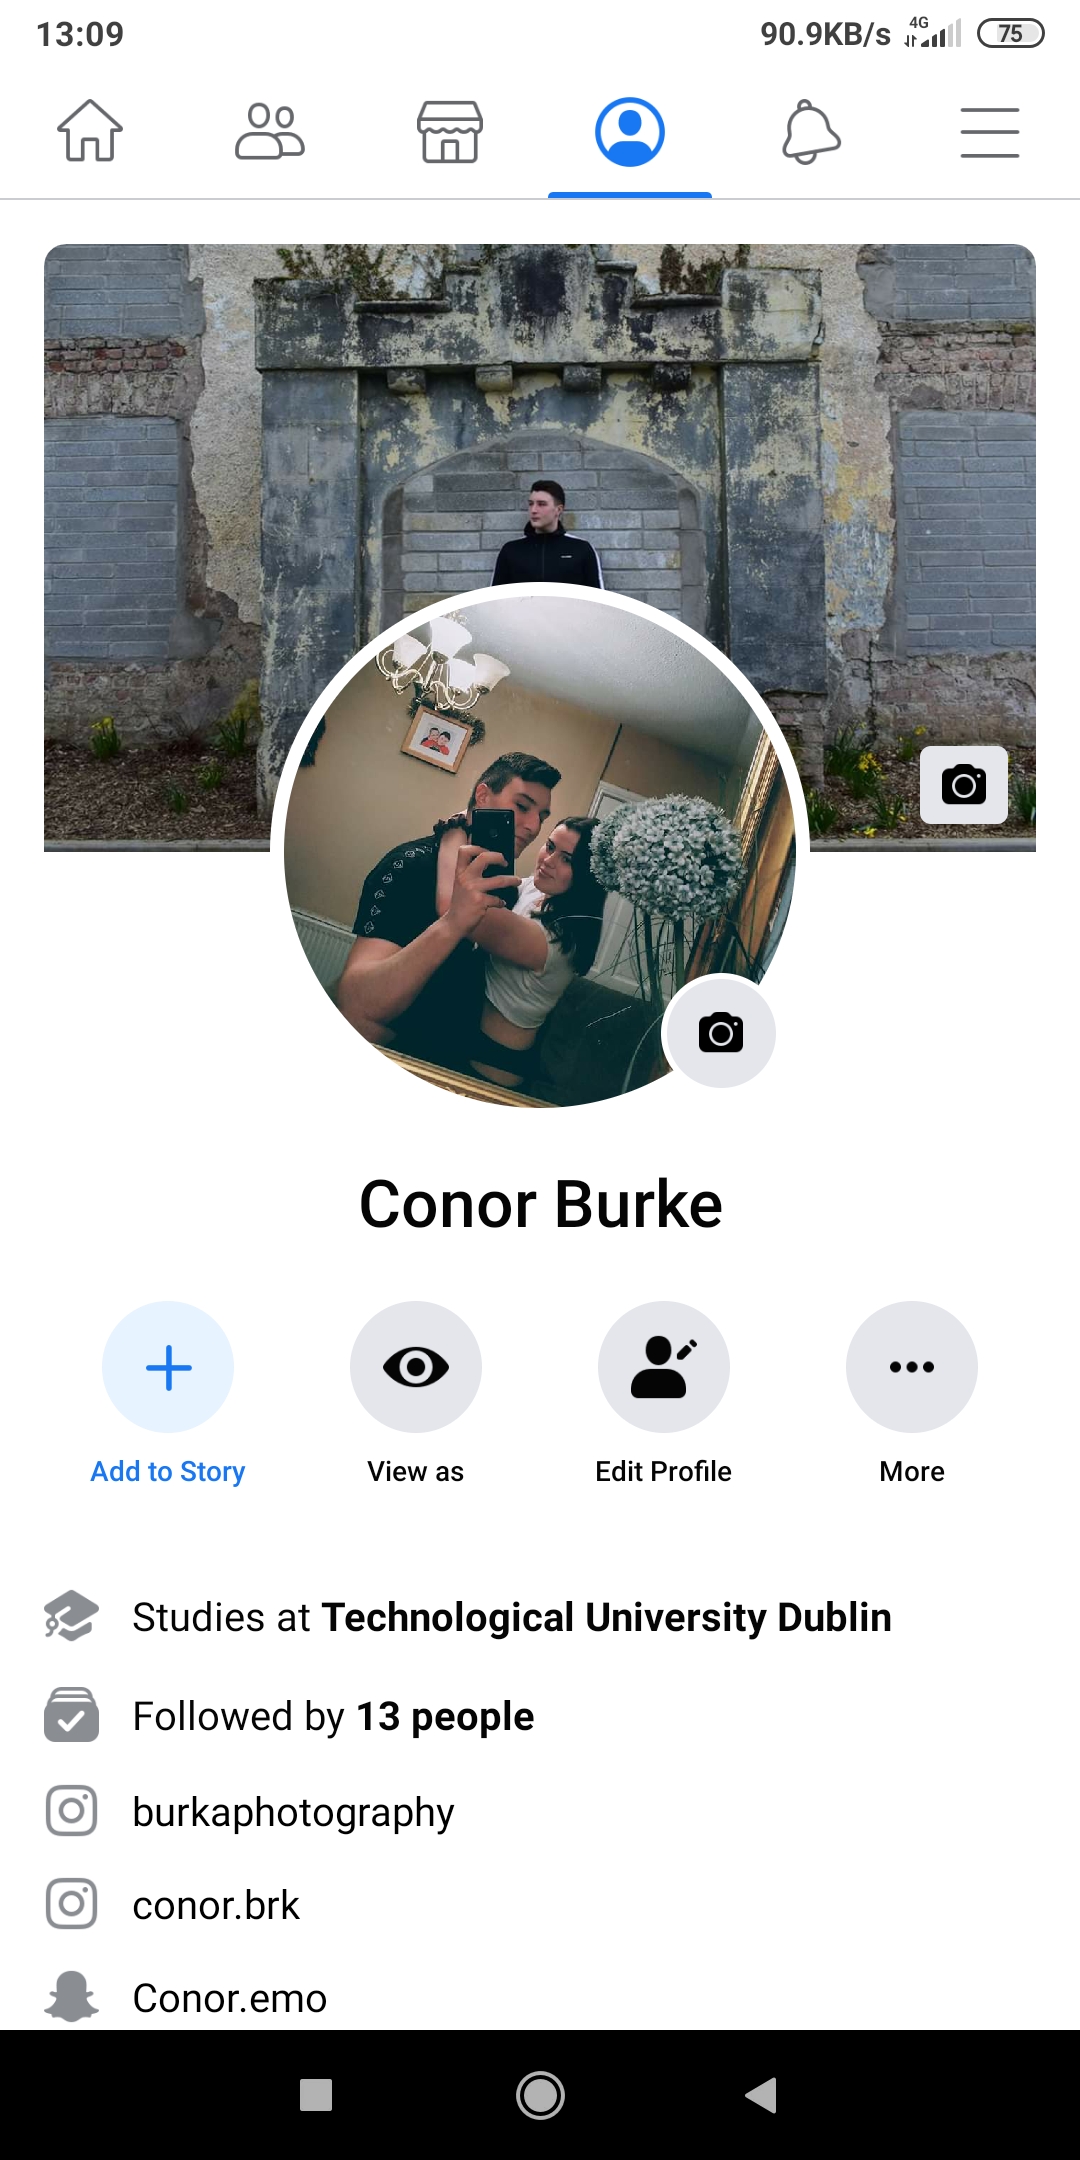 13:09
90.9KB/s 4G 75
Conor Burke
Add to Story View as Edit Profile More
Studies at Technological University Dublin
Followed by 13 people
burkaphotography
conor.brk
Conor.emo